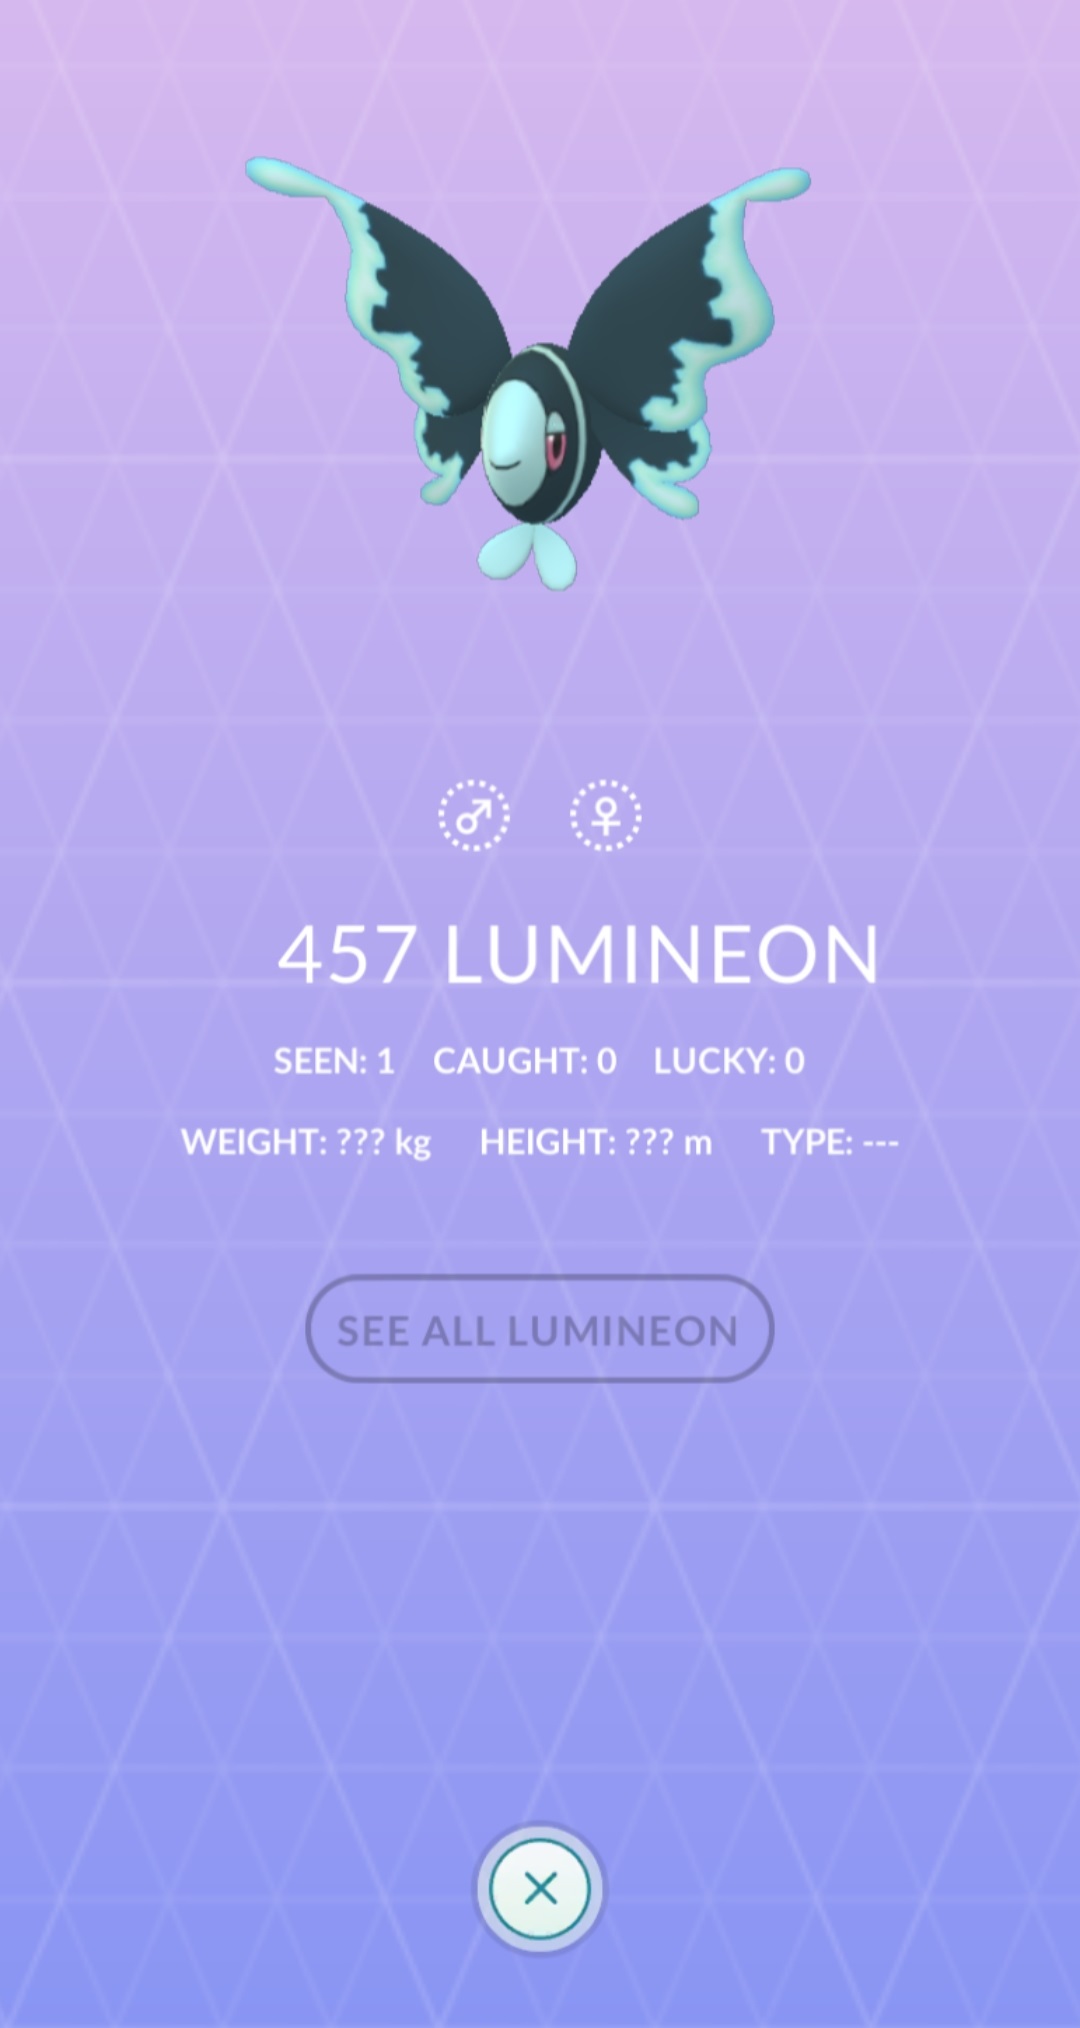 457 LUMINEON
SEEN: 1 CAUGHT: 0 LUCKY: 0
WEIGHT: ??? kg HEIGHT: ??? m TYPE: ---
SEE ALL LUMINEON